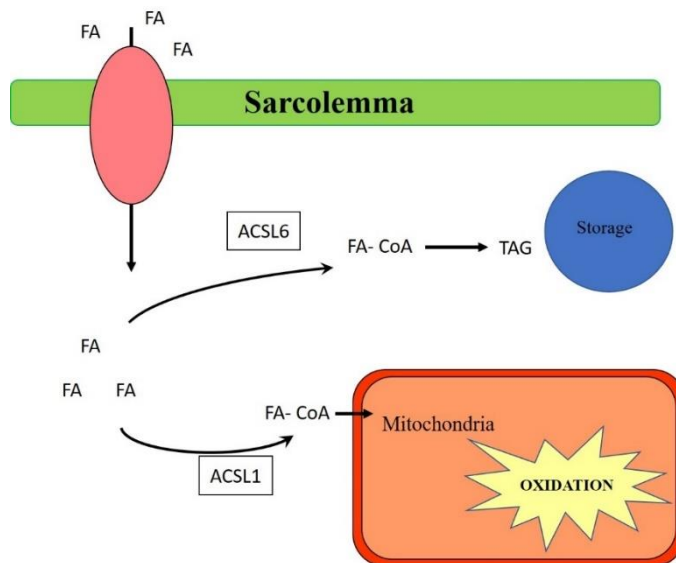 FA
FA
FA
Sarcolemma
ACSL6
FA- CoA
TAG
Storage
FA
FA
FA
FA- CoA
Mitochondria
ACSL1
OXIDATION